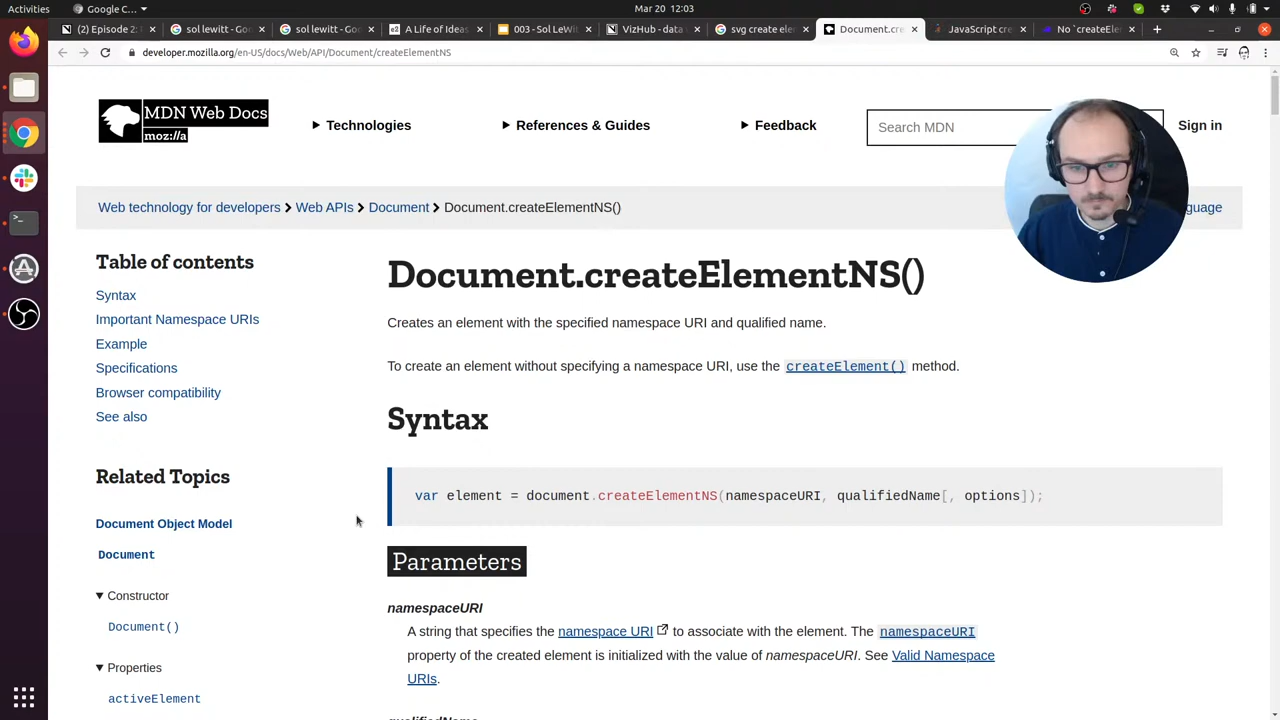 Activities
Google C...
Mar 20 12:03
(2) Episode 2:
sol lewitt - Go
sol lewitt - Goo
A Life of Ideas
003 - Sol LeWit
VizHub - data
svg create ele
Document.cre
JavaScript cre
No `createEle
developer.mozilla.org/en-US/docs/Web/API/Document/createElementNS
MDN Web Docs
moz://a
Technologies
References & Guides
Feedback
Search MDN
Sign in
Web technology for developers
Web APIs
Document
Document.createElementNS()
guage
Table of contents
Syntax
Important Namespace URIs
Example
Specifications
Browser compatibility
See also
Related Topics
Document Object Model
Document
Constructor
Document()
Properties
activeElement
Document.createElementNS()
Creates an element with the specified namespace URI and qualified name.
To create an element without specifying a namespace URI, use the createElement() method.
Syntax
var element = document.createElementNS(namespaceURI, qualifiedName[, options]);
Parameters
namespaceURI
A string that specifies the namespace URI to associate with the element. The namespaceURI
property of the created element is initialized with the value of namespaceURI. See Valid Namespace
URIs.
qualifiedName